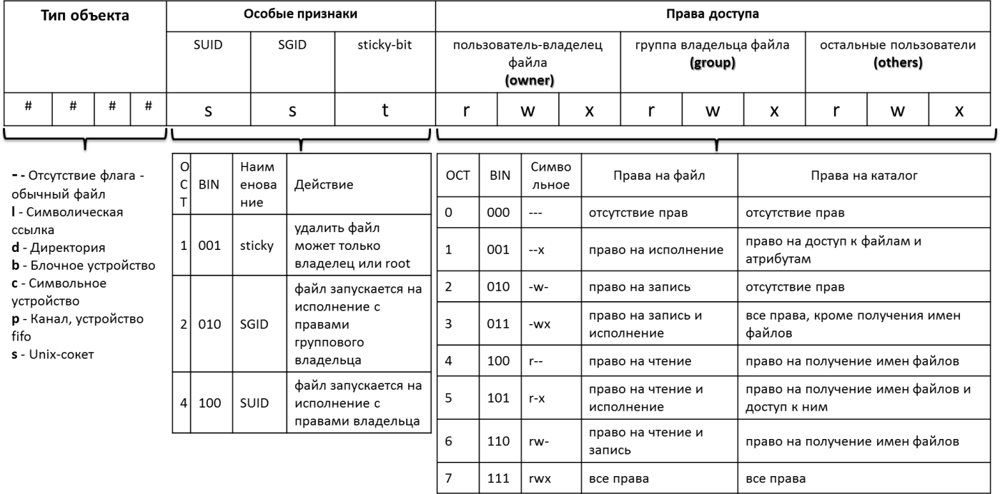 Тип объекта
Особые признаки
Права доступа
SUID
SGID
sticky-bit
пользователь-владелец
файла
(owner)
группа владельца файла
(group)
остальные пользователи
(others)
# # # # s s t r w x r w x r w x
- - Отсутствие флага -
обычный файл
l - Символическая
ссылка
d - Директория
b - Блочное устройство
c - Символьное
устройство
p - Канал, устройство
fifo
s - Unix-сокет
О
С
Т
BIN
Наим
енова
ние
Действие
1 001 sticky
удалить файл
может только
владелец или root
2 010 SGID
файл запускается на
исполнение с
правами
группового
владельца
4 100 SUID
файл запускается на
исполнение с
правами владельца
OCT BIN
Симво
льное
Права на файл
Права на каталог
0 000 --- отсутствие прав отсутствие прав
1 001 --x право на исполнение
право на доступ к файлам и
атрибутам
2 010 -w- право на запись отсутствие прав
3 011 -wx
право на запись и
исполнение
все права, кроме получения имен
файлов
4 100 r-- право на чтение право на получение имен файлов
5 101 r-x
право на чтение и
исполнение
право на получение имен файлов и
доступ к ним
6 110 rw-
право на чтение и
запись
право на получение имен файлов
7 111 rwx все права все права